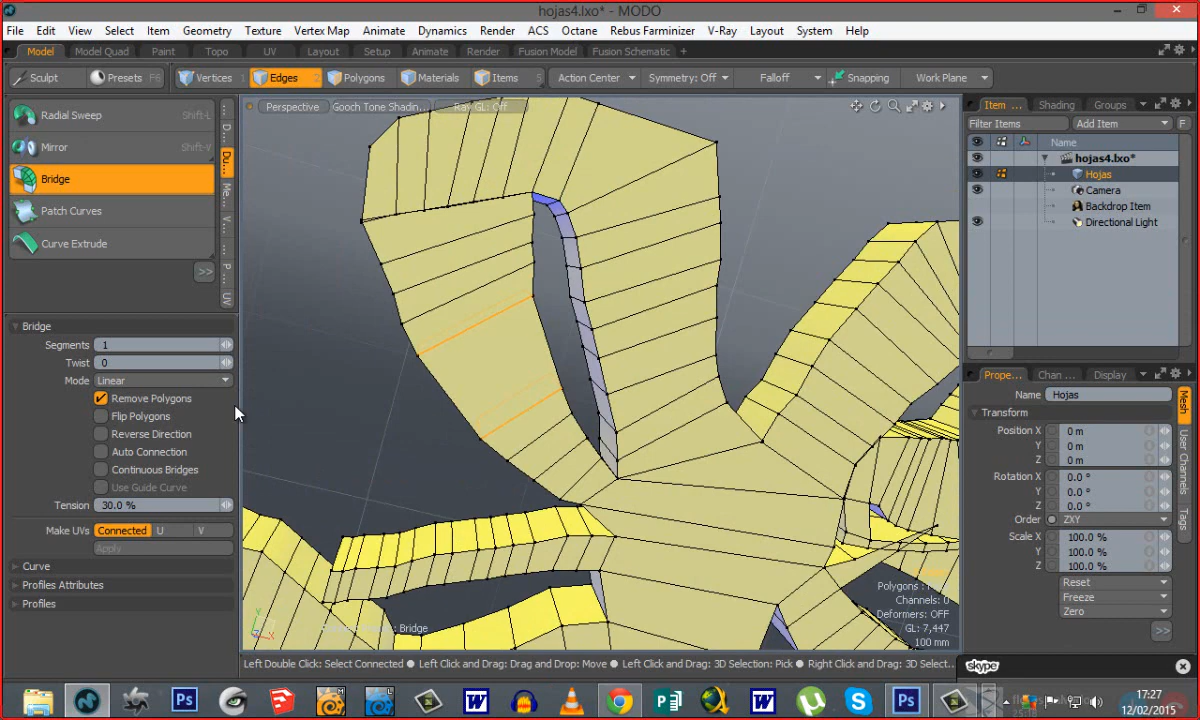 hojas4.lxo* - MODO
File Edit View Select Item Geometry Texture Vertex Map Animate Dynamics Render ACS Octane Rebus Farminizer V-Ray Layout System Help
Model Model Quad Paint Topo UV Layout Setup Animate Render Fusion Model Fusion Schematic +
Sculpt Presets F6 Vertices 1 Edges 2 Polygons Materials Items 5 Action Center Symmetry: Off Falloff Snapping Work Plane
Radial Sweep Shift-L
Mirror Shift-V
Bridge
Patch Curves
Curve Extrude
>>
D...
Du...
Me...
V...
P...
UV
Bridge
Segments 1
Twist 0
Mode Linear
Remove Polygons
Flip Polygons
Reverse Direction
Auto Connection
Continuous Bridges
Use Guide Curve
Tension 30.0 %
Make UVs Connected U V
Apply
Curve
Profiles Attributes
Profiles
Perspective Gooch Tone Shadin... Ray GL: Off
: Bridge
Polygons :
Channels: 0
Deformers: OFF
GL: 7,447
100 mm
Left Double Click: Select Connected ● Left Click and Drag: Drag and Drop: Move ● Left Click and Drag: 3D Selection: Pick ● Right Click and Drag: 3D Select...
Item ... Shading Groups
Filter Items Add Item F
Name
hojas4.lxo*
Hojas
Camera
Backdrop Item
Directional Light
Prope... Chan ... Display
Name Hojas
Transform
Position X 0 m
Y 0 m
Z 0 m
Rotation X 0.0 °
Y 0.0 °
Z 0.0 °
Order ZXY
Scale X 100.0 %
Y 100.0 %
Z 100.0 %
Reset
Freeze
Zero
>>
Mesh
User Channels
Tags
skype
17:27
12/02/2015